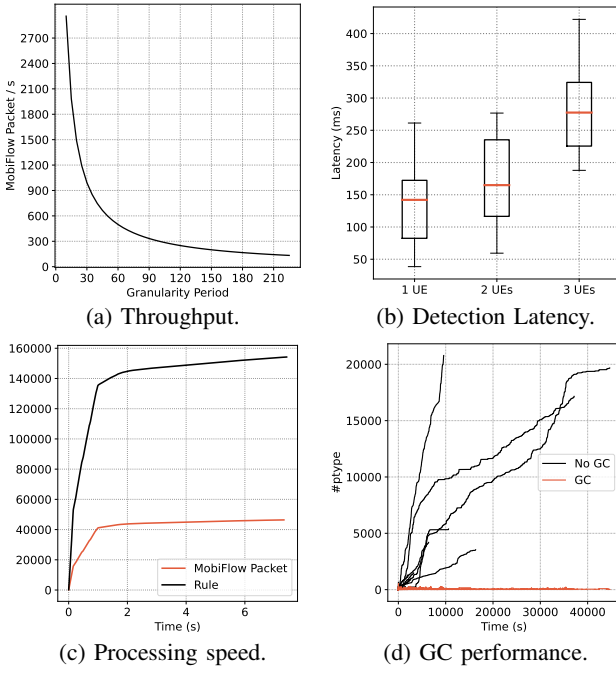 2700
2400
2100
1800
1500
1200
900
600
300
0
MobiFlow Packet / s
0 30 60 90 120 150 180 210
Granularity Period
(a) Throughput.
400
350
300
250
200
150
100
50
Latency (ms)
1 UE 2 UEs 3 UEs
(b) Detection Latency.
160000
140000
120000
100000
80000
60000
40000
20000
0
MobiFlow Packet
Rule
0 2 4 6
Time (s)
(c) Processing speed.
20000
15000
10000
5000
0
#ptype
No GC
GC
0 10000 20000 30000 40000
Time (s)
(d) GC performance.